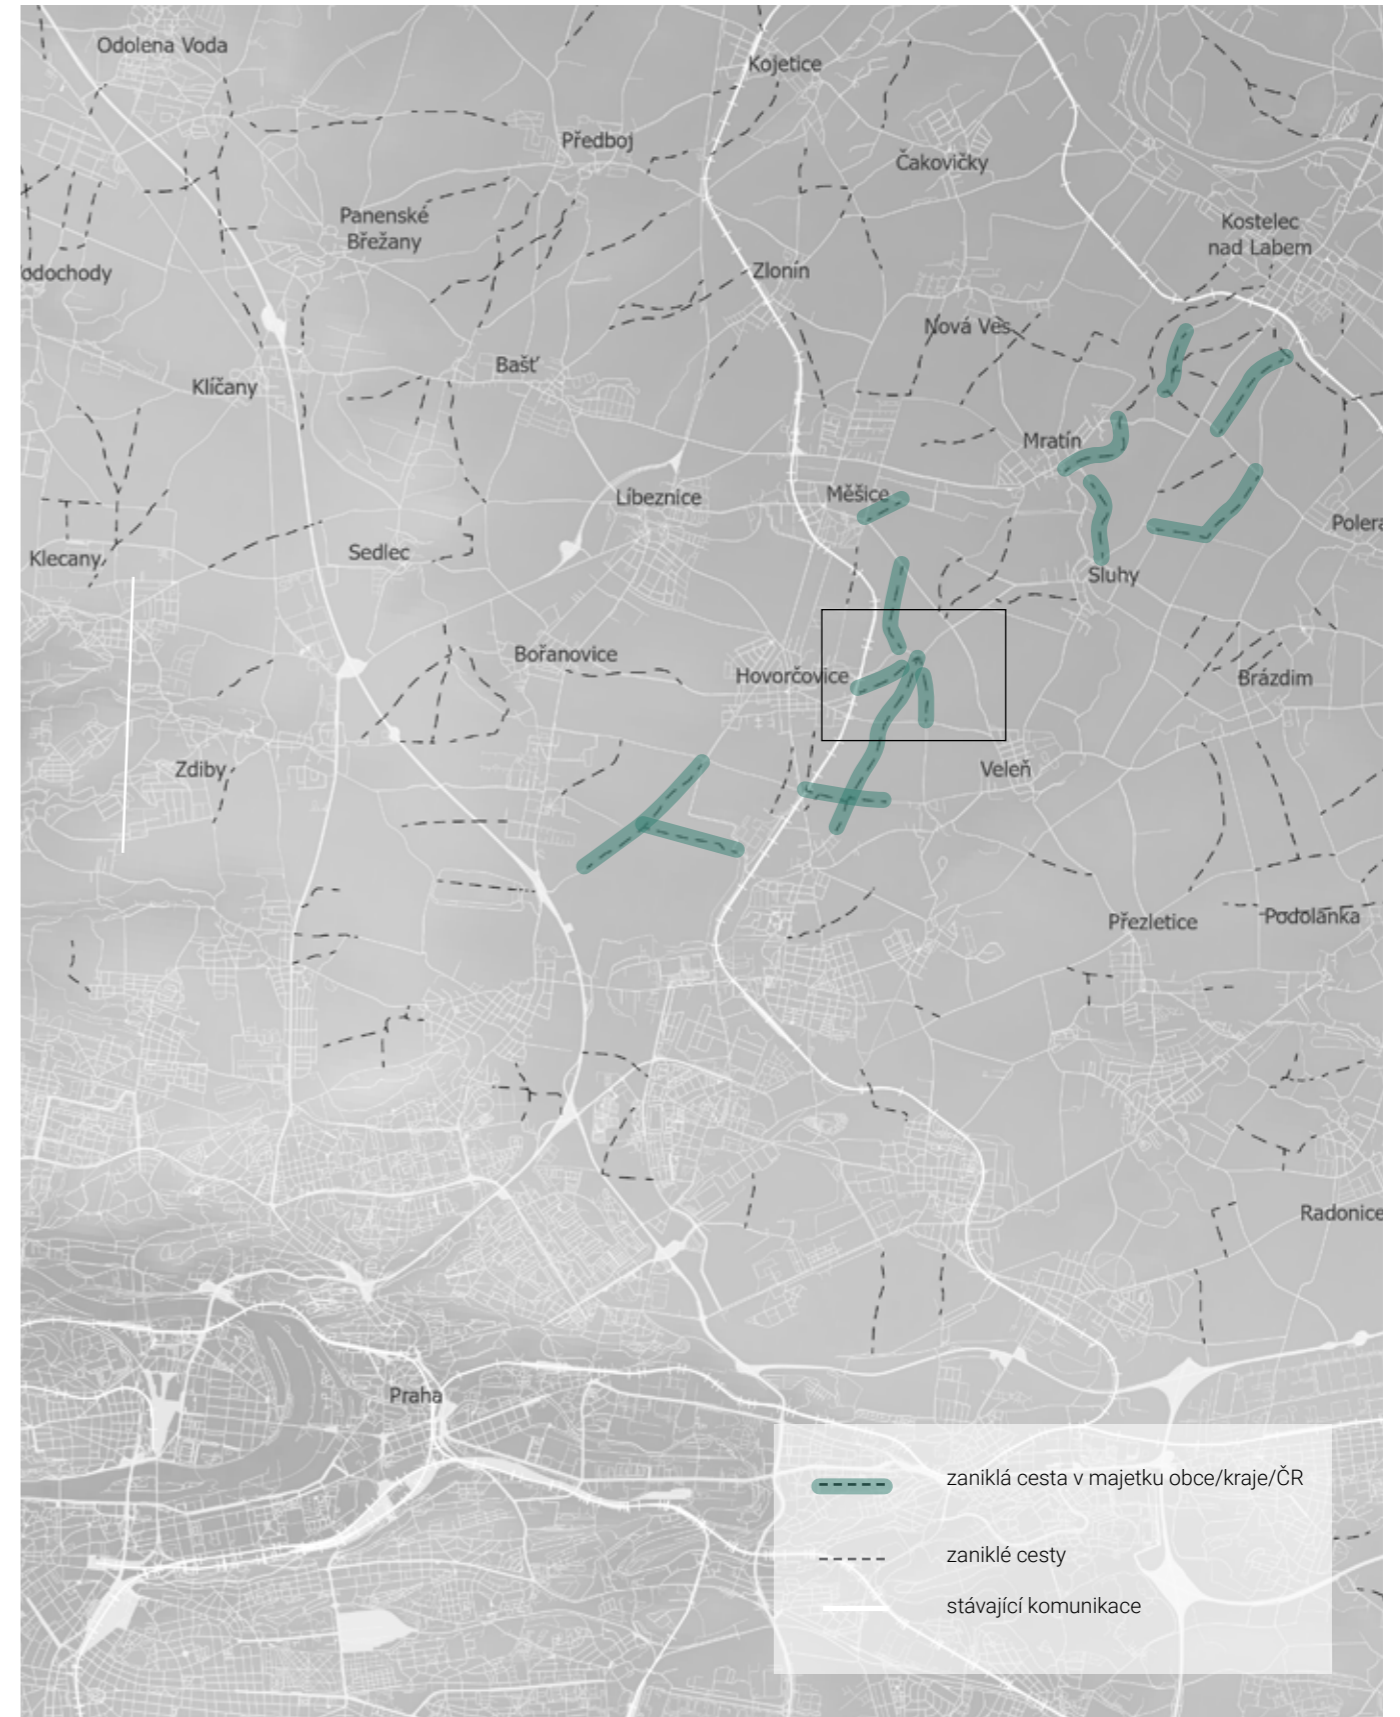 Odolena Voda
Kojetice
Předboj
Čakovičky
Panenské
Břežany
Kostelec
nad Labem
odochody
Zlonín
Nová Ves
Bašť
Klíčany
Mratín
Líbeznice
Měšice
Polera
Klecany
Sedlec
Sluhy
Bořanovice
Hovorčovice
Brázdim
Zdiby
Veleň
Přezletice
Podolánka
Radonice
Praha
zaniklá cesta v majetku obce/kraje/ČR
zaniklé cesty
stávající komunikace